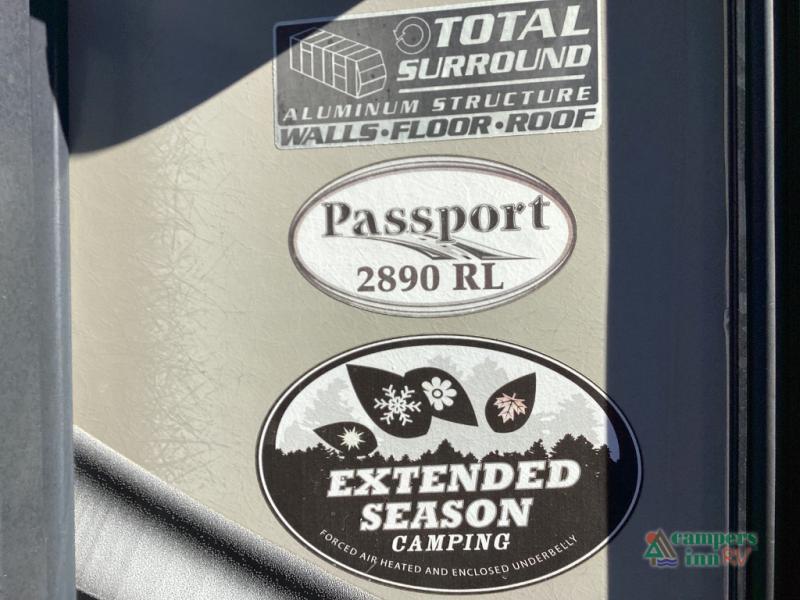 TOTAL
SURROUND
ALUMINUM STRUCTURE
WALLS•FLOOR•ROOF
Passport
2890 RL
EXTENDED
SEASON
CAMPING
FORCED AIR HEATED AND ENCLOSED UNDERBELLY
campers
inn RV